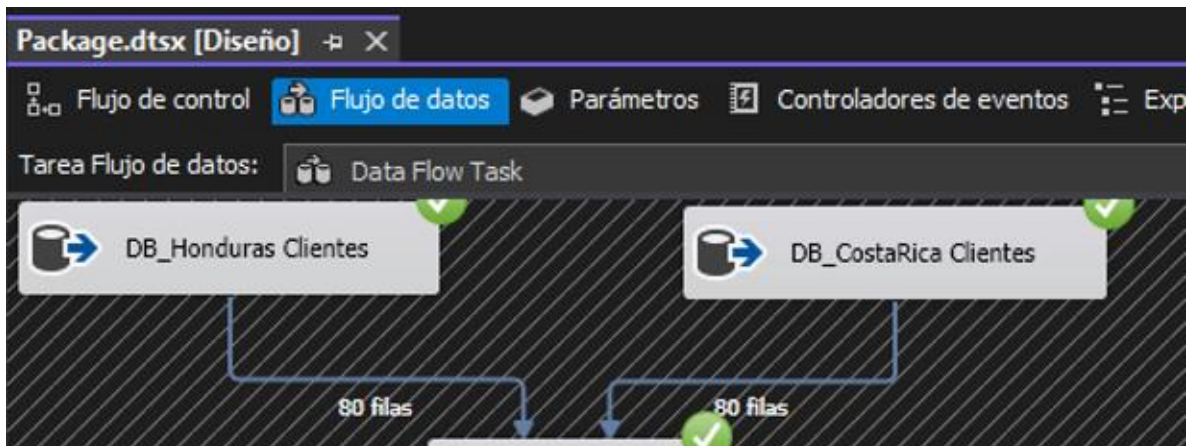 Package.dtsx [Diseño]
Flujo de control Flujo de datos Parámetros Controladores de eventos Exp
Tarea Flujo de datos: Data Flow Task
DB_Honduras Clientes DB_CostaRica Clientes
80 filas 80 filas